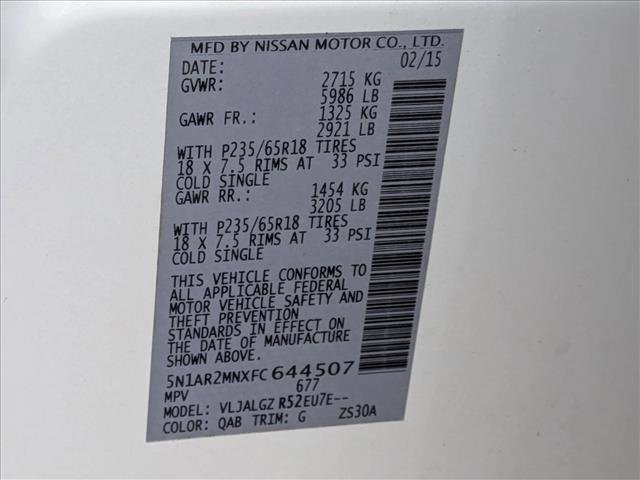 MFD BY NISSAN MOTOR CO., LTD.
DATE: 02/15
GVWR: 2715 KG
5986 LB
GAWR FR.: 1325 KG
2921 LB
WITH P235/65R18 TIRES
18 X 7.5 RIMS AT 33 PSI
COLD SINGLE
GAWR RR.: 1454 KG
3205 LB
WITH P235/65R18 TIRES
18 X 7.5 RIMS AT 33 PSI
COLD SINGLE
THIS VEHICLE CONFORMS TO
ALL APPLICABLE FEDERAL
MOTOR VEHICLE SAFETY AND
THEFT PREVENTION
STANDARDS IN EFFECT ON
THE DATE OF MANUFACTURE
SHOWN ABOVE.
5N1AR2MNXFC644507
MPV 677
MODEL: VLJALGZ R52EU7E--
COLOR: QAB TRIM: G ZS30A